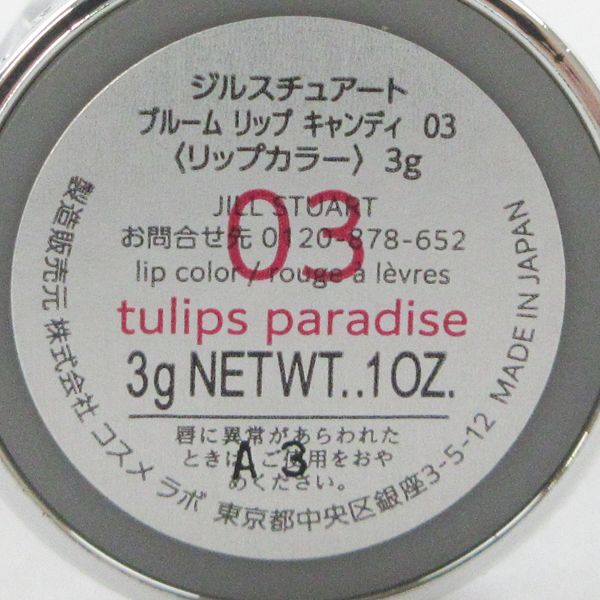 ジルスチュアート
ブルーム リップ キャンディ 03
〈リップカラー〉 3g
JILL STUART
03
お問合せ先 0120-878-652
lip color / rouge à lèvres
tulips paradise
3g NETWT..1OZ.
唇に異常があらわれた
ときは、ご使用をおや
めください。
A3
製造販売元 株式会社 コスメ ラボ 東京都中央区銀座3-5-12 MADE IN JAPAN